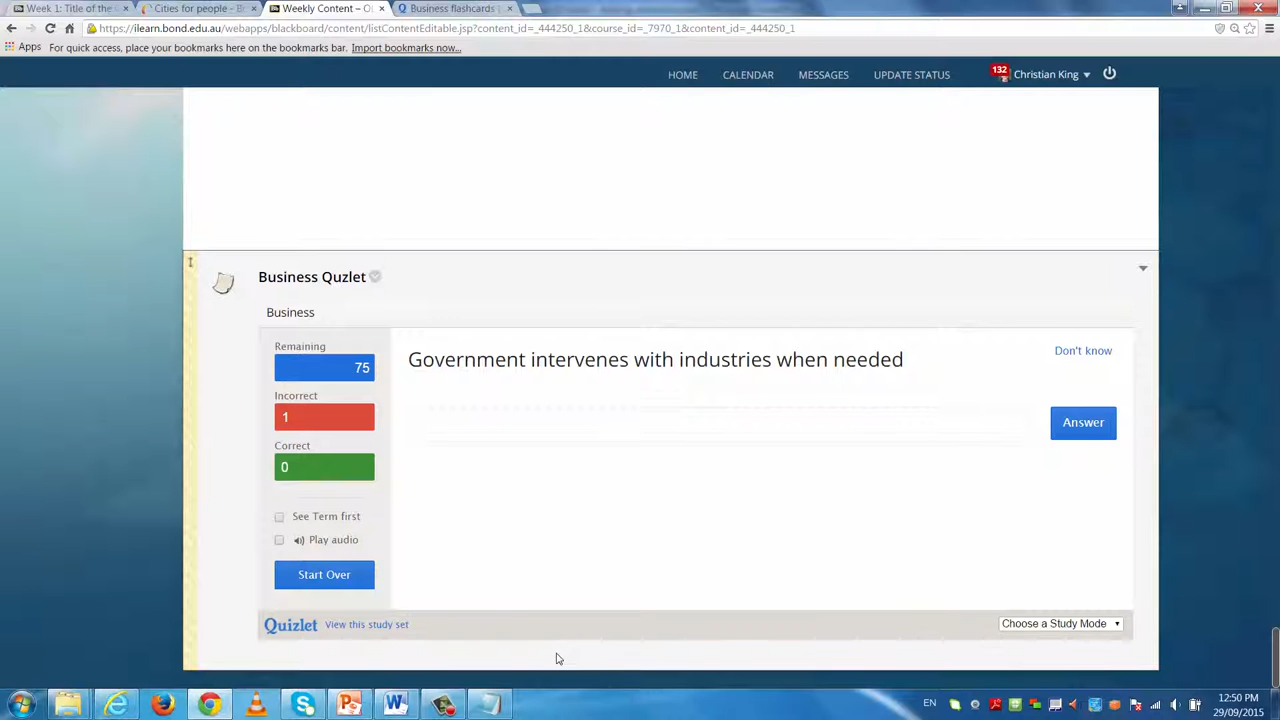 Week 1: Title of the
Cities for people - B
Weekly Content – OL
Business flashcards
https://ilearn.bond.edu.au/webapps/blackboard/content/listContentEditable.jsp?content_id=_444250_1&course_id=_7970_1&content_id=_444250_1
Apps For quick access, place your bookmarks here on the bookmarks bar. Import bookmarks now...
HOME CALENDAR MESSAGES UPDATE STATUS 132 Christian King
Business Quzlet
Business
Remaining
75
Incorrect
1
Correct
0
See Term first
Play audio
Start Over
Government intervenes with industries when needed
Don't know
Answer
Quizlet View this study set
Choose a Study Mode
EN
12:50 PM
29/09/2015